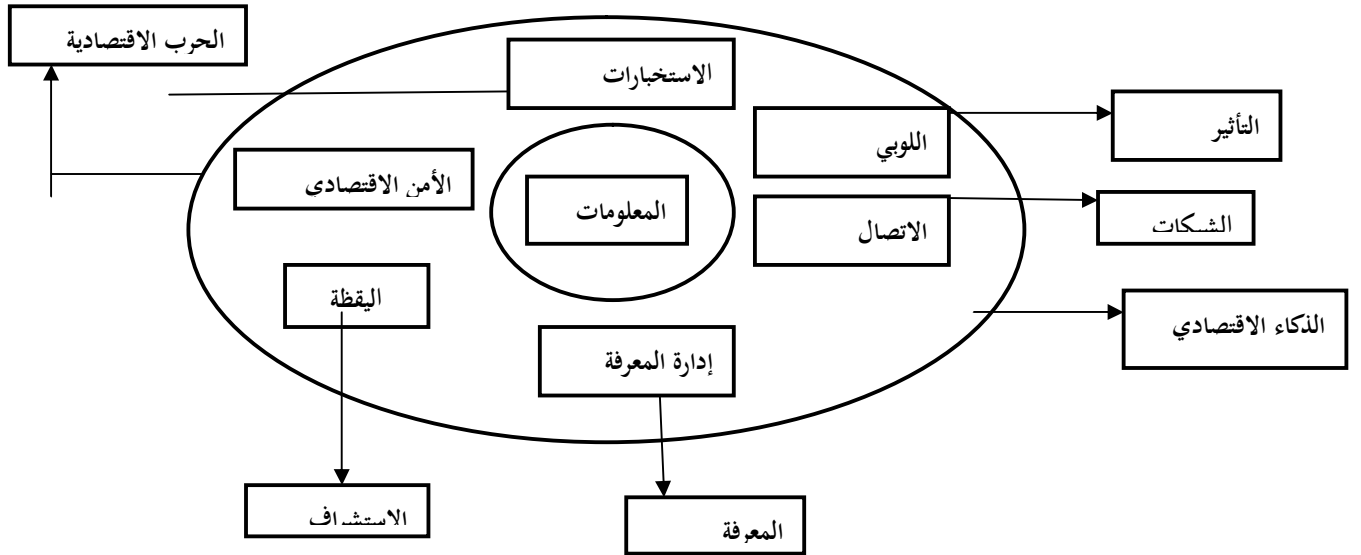 الحرب الاقتصادية
الاستخبارات
التأثير
اللوبي
الأمن الاقتصادي
المعلومات
الشبكات
الاتصال
اليقظة
الذكاء الاقتصادي
إدارة المعرفة
الاستشراف
المعرفة